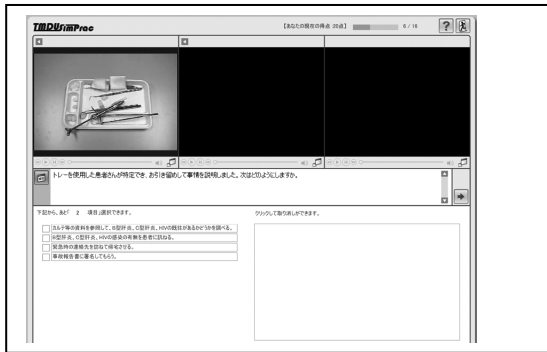 TMDUSimPrac
【あなたの現在の得点 20点】
6 / 16
?
トレーを使用した患者さんが特定でき、お引き留めして事情を説明しました。次はどのようにしますか。
下記から、あと「 2 項目」選択できます。
クリックして取り消しができます。
カルテ等の資料を参照して、B型肝炎、C型肝炎、HIVの既往があるかどうかを調べる。
B型肝炎、C型肝炎、HIVの感染の有無を患者に訊ねる。
緊急時の連絡先を訊ねて帰宅させる。
事故報告書に署名してもらう。